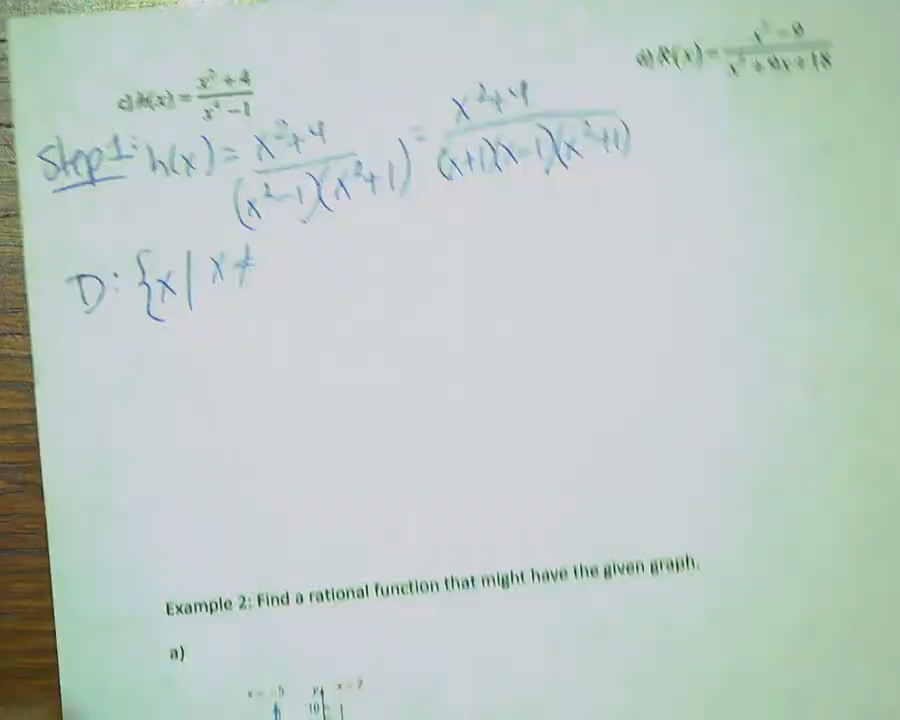 c) h(x) = (x² + 4)/(x⁴ − 1)
Step 1: h(x) = (x²+4)/((x²−1)(x²+1)) = (x²+4)/((x+1)(x−1)(x²+1))
D: {x | x ≠
Example 2: Find a rational function that might have the given graph.
a)
10